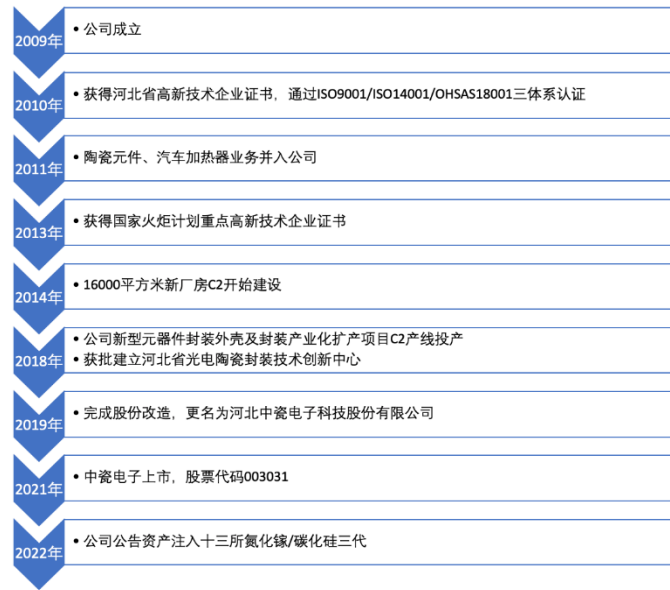 2009年
• 公司成立
2010年
• 获得河北省高新技术企业证书，通过ISO9001/ISO14001/OHSAS18001三体系认证
2011年
• 陶瓷元件、汽车加热器业务并入公司
2013年
• 获得国家火炬计划重点高新技术企业证书
2014年
• 16000平方米新厂房C2开始建设
2018年
• 公司新型元器件封装外壳及封装产业化扩产项目C2产线投产
• 获批建立河北省光电陶瓷封装技术创新中心
2019年
• 完成股份改造，更名为河北中瓷电子科技股份有限公司
2021年
• 中瓷电子上市，股票代码003031
2022年
• 公司公告资产注入十三所氮化镓/碳化硅三代